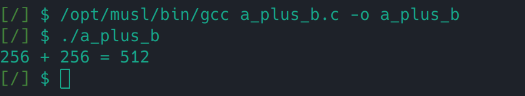 [/] $ /opt/musl/bin/gcc a_plus_b.c -o a_plus_b
[/] $ ./a_plus_b
256 + 256 = 512
[/] $